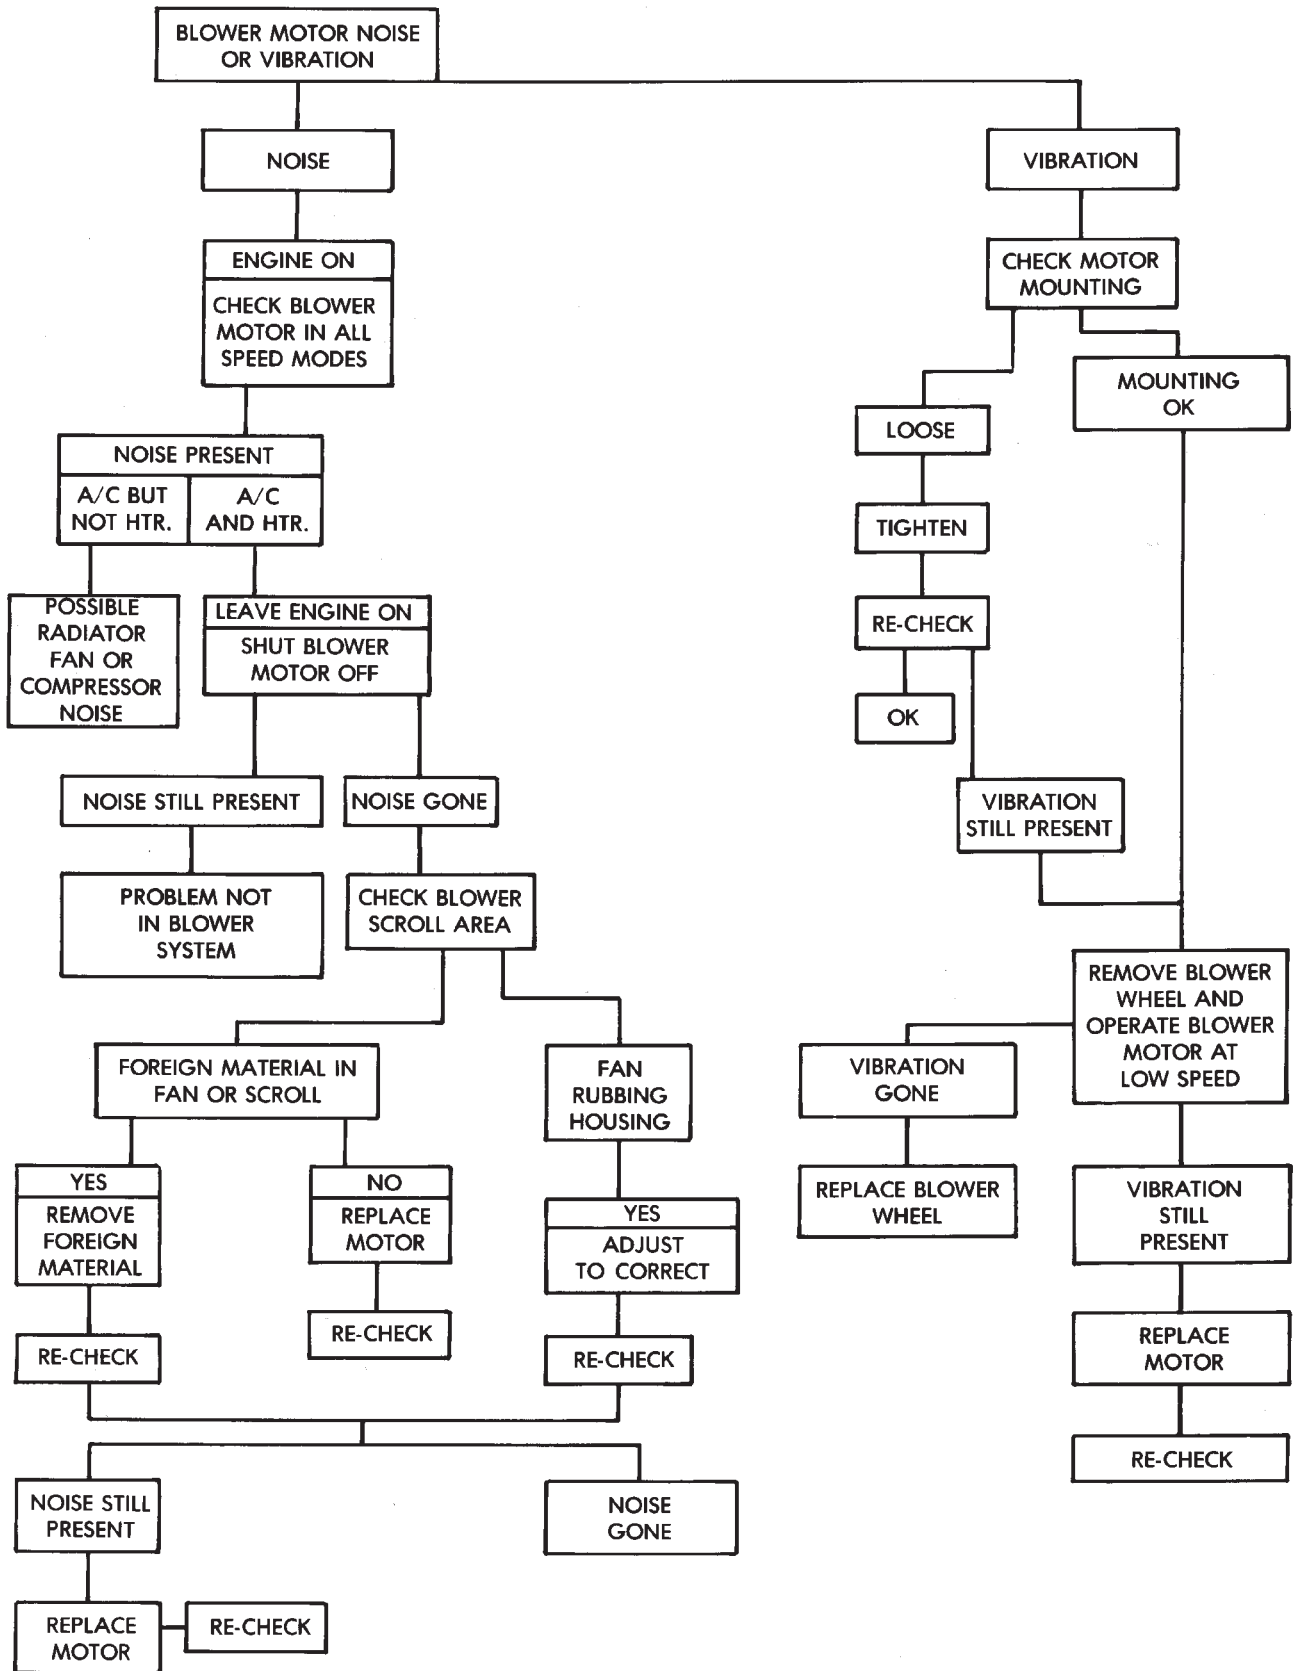 BLOWER MOTOR NOISE
OR VIBRATION
NOISE
VIBRATION
ENGINE ON
CHECK BLOWER
MOTOR IN ALL
SPEED MODES
CHECK MOTOR
MOUNTING
MOUNTING
OK
LOOSE
TIGHTEN
RE-CHECK
OK
VIBRATION
STILL PRESENT
NOISE PRESENT
A/C BUT
NOT HTR.
A/C
AND HTR.
POSSIBLE
RADIATOR
FAN OR
COMPRESSOR
NOISE
LEAVE ENGINE ON
SHUT BLOWER
MOTOR OFF
NOISE STILL PRESENT
NOISE GONE
PROBLEM NOT
IN BLOWER
SYSTEM
CHECK BLOWER
SCROLL AREA
FOREIGN MATERIAL IN
FAN OR SCROLL
FAN
RUBBING
HOUSING
YES
REMOVE
FOREIGN
MATERIAL
NO
REPLACE
MOTOR
YES
ADJUST
TO CORRECT
RE-CHECK
RE-CHECK
RE-CHECK
NOISE STILL
PRESENT
NOISE
GONE
REPLACE
MOTOR
RE-CHECK
REMOVE BLOWER
WHEEL AND
OPERATE BLOWER
MOTOR AT
LOW SPEED
VIBRATION
GONE
REPLACE BLOWER
WHEEL
VIBRATION
STILL
PRESENT
REPLACE
MOTOR
RE-CHECK